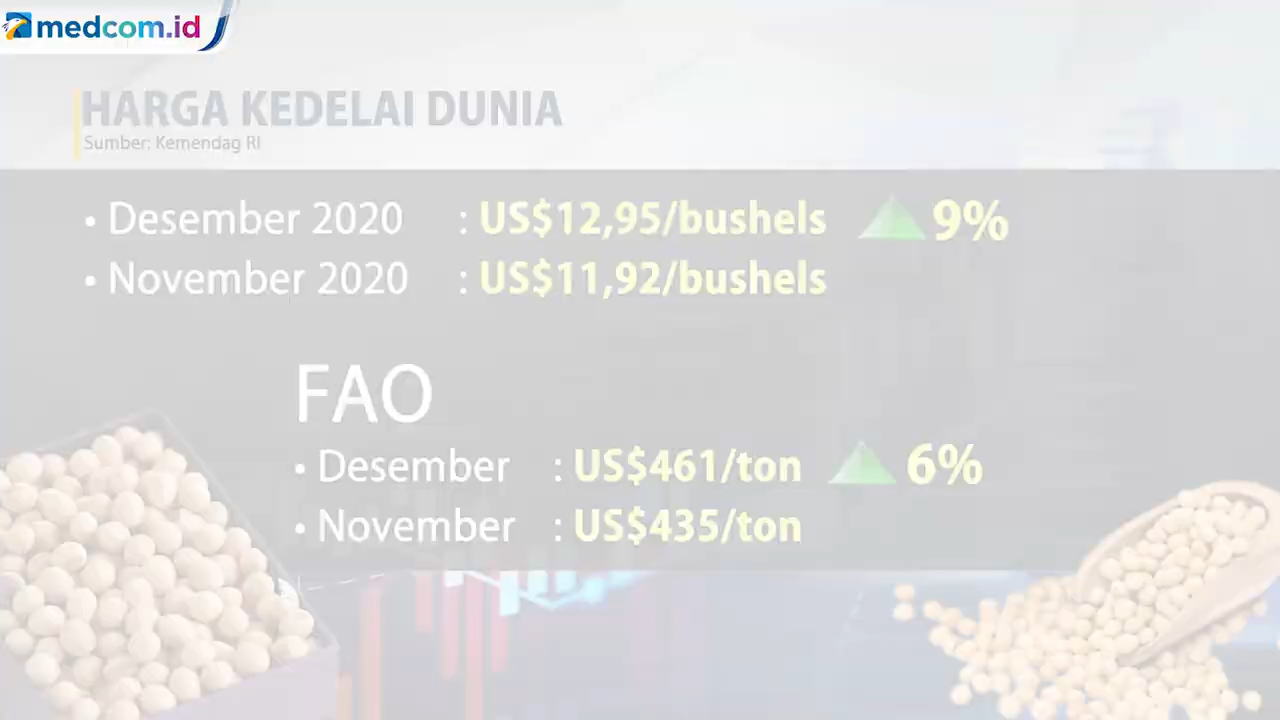 medcom.id
HARGA KEDELAI DUNIA
Sumber: Kemendag RI
• Desember 2020 : US$12,95/bushels 9%
• November 2020 : US$11,92/bushels
FAO
• Desember : US$461/ton 6%
• November : US$435/ton